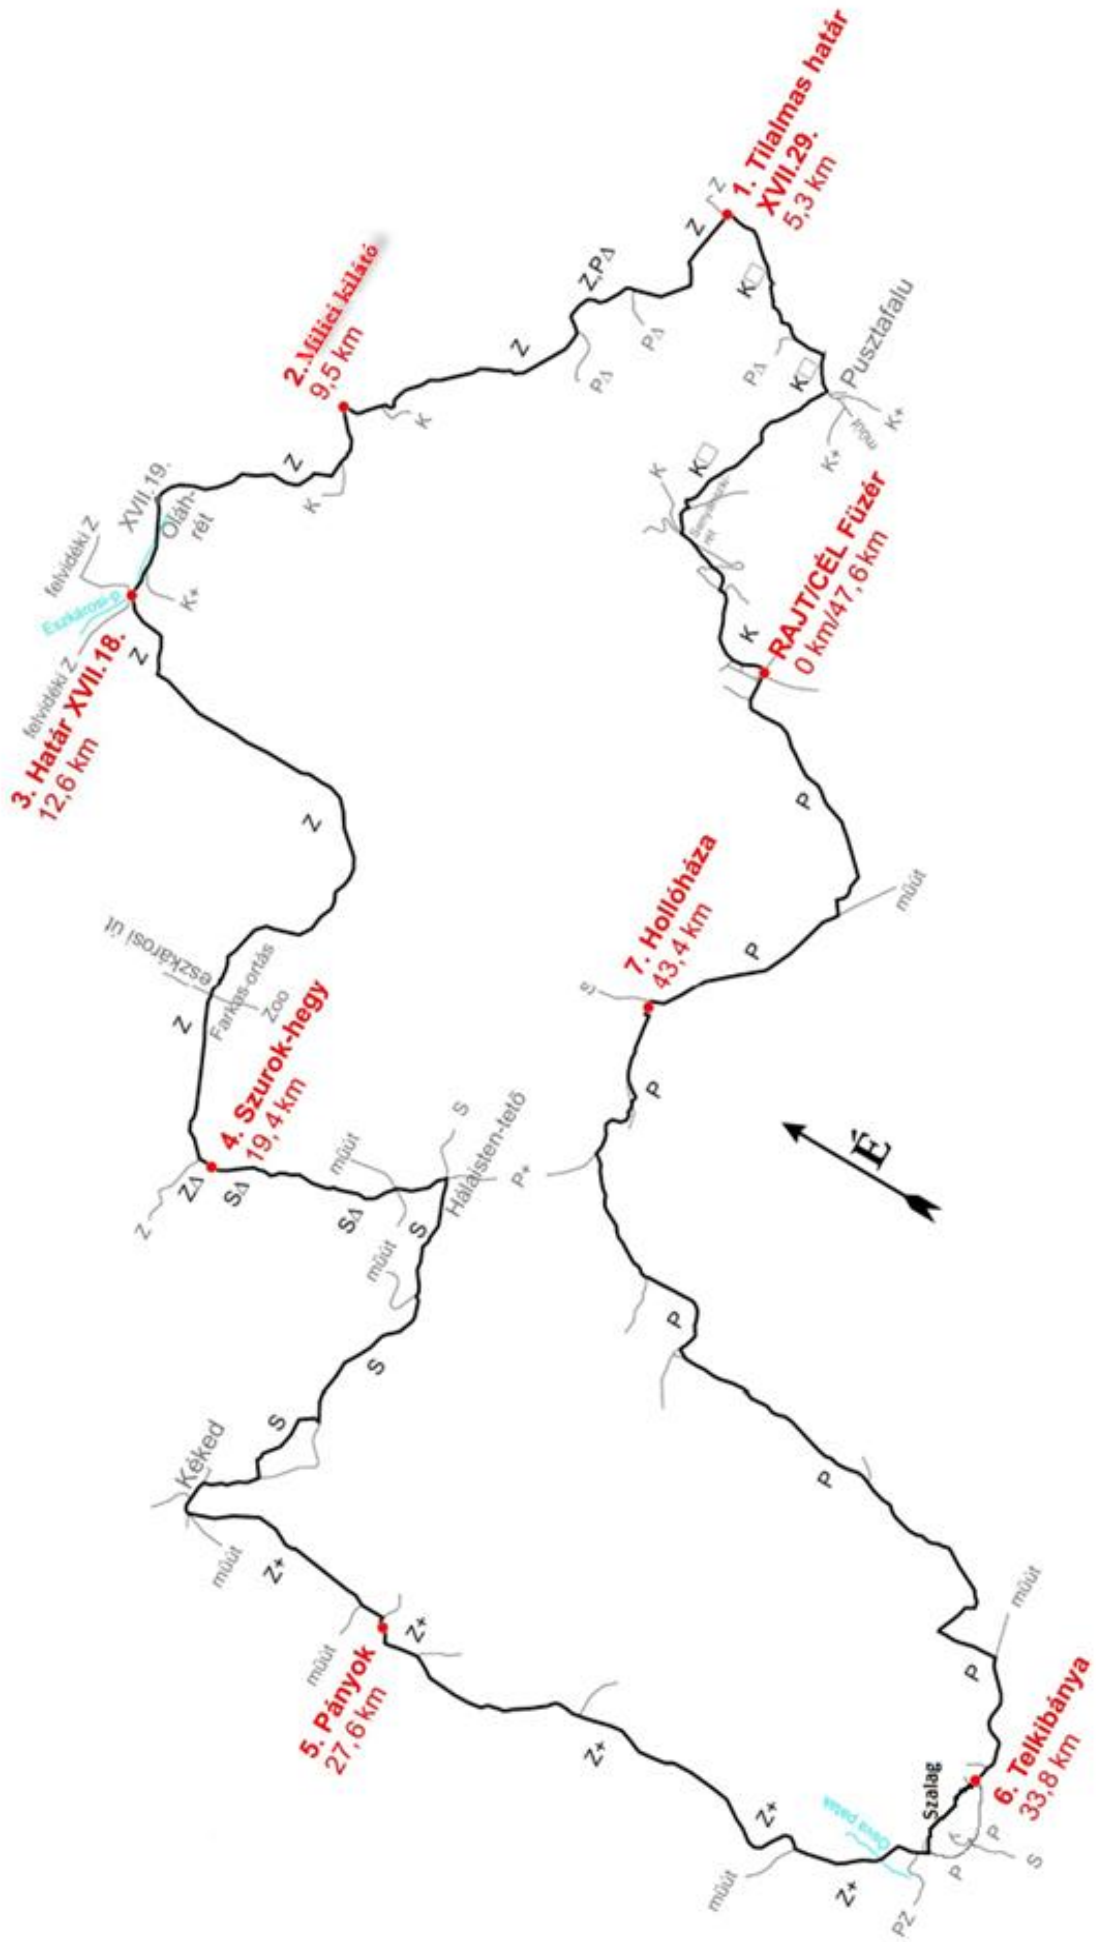 1. Tilalmas határ
XVII.29.
5,3 km
Z
Z
K
Z,PΔ
PΔ
PΔ
PΔ
K
Pusztafalu
K+
műút
K+
K
K
rét
2. Milici kilátó
9,5 km
Z
K
Z
K
XVII.19.
Oláh-
rét
felvidéki Z
Eszkárosi-p.
K+
felvidéki Z
Z
3. Határ XVII.18.
12,6 km
RAJT/CÉL Füzér
0 km/47,6 km
K
P
műút
P
7. Hollóháza
43,4 km
P
Z
eszkárosi út
Farkas-ortás
Zoo
Z
4. Szurok-hegy
19,4 km
Z
ZΔ
SΔ
műút
SΔ
S
S
Hálaisten-tető
P+
műút
S
S
Kéked
műút
Z+
É
P
P
műút
5. Pányok
27,6 km
Z+
Z+
Z+
műút
Z+
PZ
Szalag
P
P
S
6. Telkibánya
33,8 km
P
műút